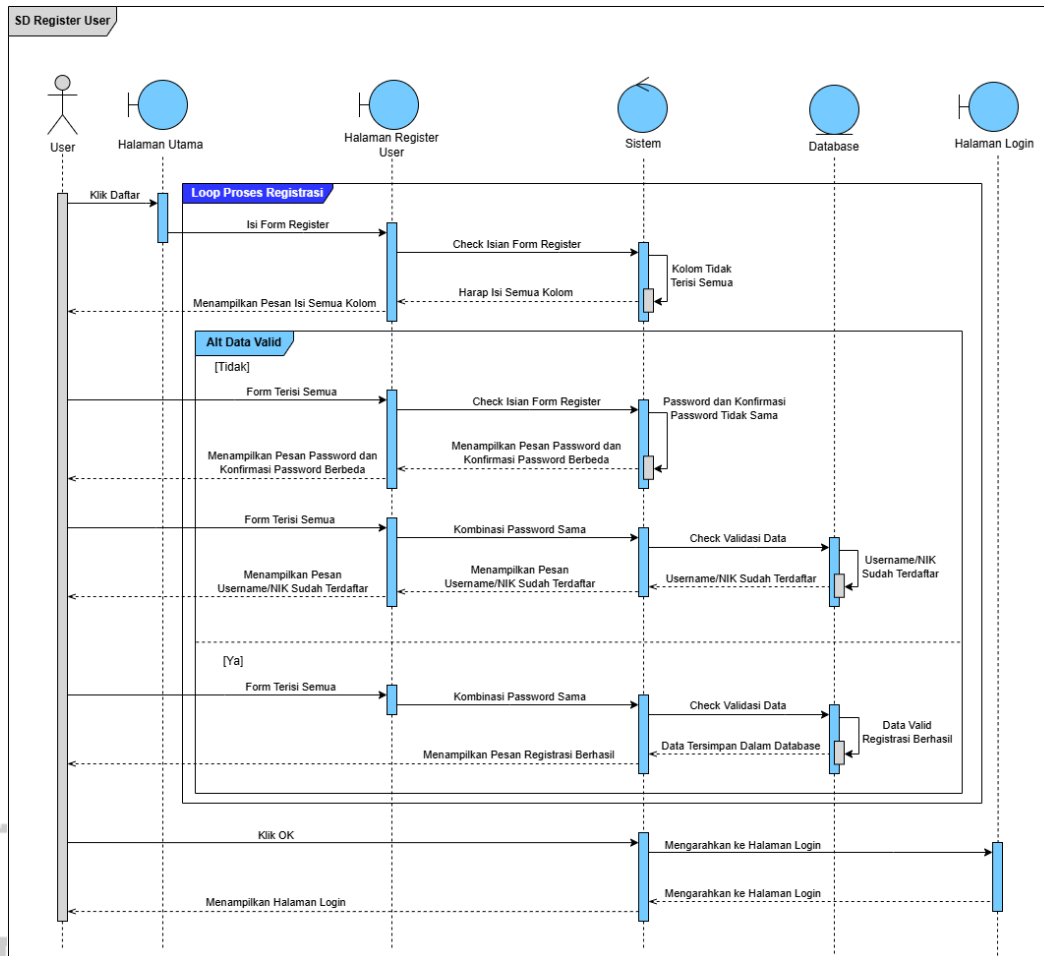 SD Register User
User
Halaman Utama
Halaman Register
User
Sistem
Database
Halaman Login
Klik Daftar
Loop Proses Registrasi
Isi Form Register
Check Isian Form Register
Kolom Tidak
Terisi Semua
Harap Isi Semua Kolom
Menampilkan Pesan Isi Semua Kolom
Alt Data Valid
[Tidak]
Form Terisi Semua
Check Isian Form Register
Password dan Konfirmasi
Password Tidak Sama
Menampilkan Pesan Password dan
Konfirmasi Password Berbeda
Menampilkan Pesan Password dan
Konfirmasi Password Berbeda
Form Terisi Semua
Kombinasi Password Sama
Check Validasi Data
Username/NIK
Sudah Terdaftar
Username/NIK Sudah Terdaftar
Menampilkan Pesan
Username/NIK Sudah Terdaftar
Menampilkan Pesan
Username/NIK Sudah Terdaftar
[Ya]
Form Terisi Semua
Kombinasi Password Sama
Check Validasi Data
Data Valid
Registrasi Berhasil
Data Tersimpan Dalam Database
Menampilkan Pesan Registrasi Berhasil
Klik OK
Mengarahkan ke Halaman Login
Mengarahkan ke Halaman Login
Menampilkan Halaman Login